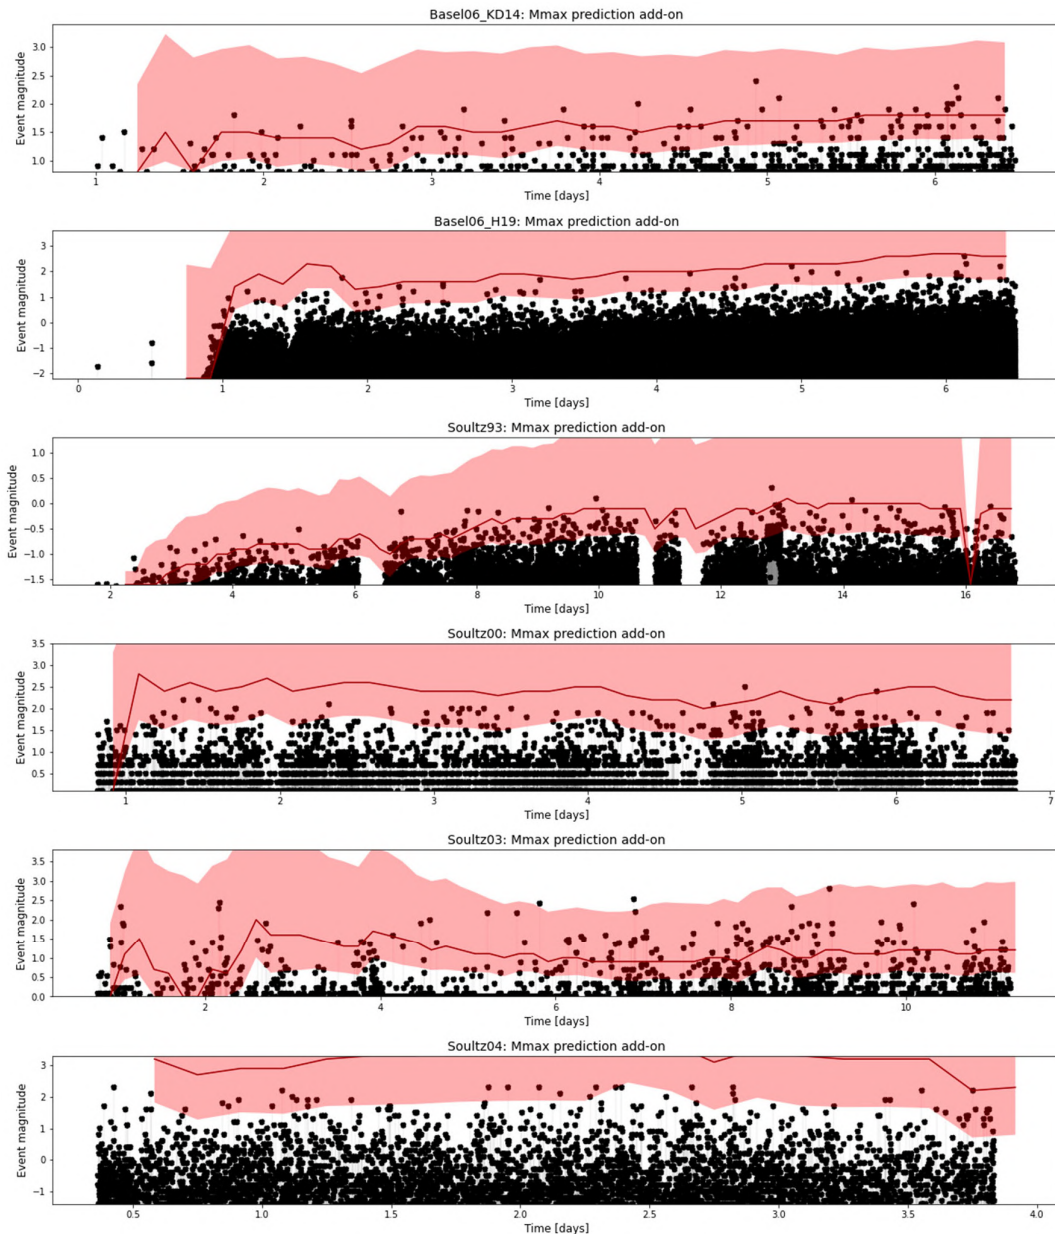 Basel06_KD14: Mmax prediction add-on
Event magnitude
3.0
2.5
2.0
1.5
1.0
1 2 3 4 5 6
Time [days]
Basel06_H19: Mmax prediction add-on
Event magnitude
3
2
1
0
−1
−2
0 1 2 3 4 5 6
Time [days]
Soultz93: Mmax prediction add-on
Event magnitude
1.0
0.5
0.0
−0.5
−1.0
−1.5
2 4 6 8 10 12 14 16
Time [days]
Soultz00: Mmax prediction add-on
Event magnitude
3.5
3.0
2.5
2.0
1.5
1.0
0.5
1 2 3 4 5 6 7
Time [days]
Soultz03: Mmax prediction add-on
Event magnitude
3.5
3.0
2.5
2.0
1.5
1.0
0.5
0.0
2 4 6 8 10
Time [days]
Soultz04: Mmax prediction add-on
Event magnitude
3
2
1
0
−1
0.5 1.0 1.5 2.0 2.5 3.0 3.5 4.0
Time [days]